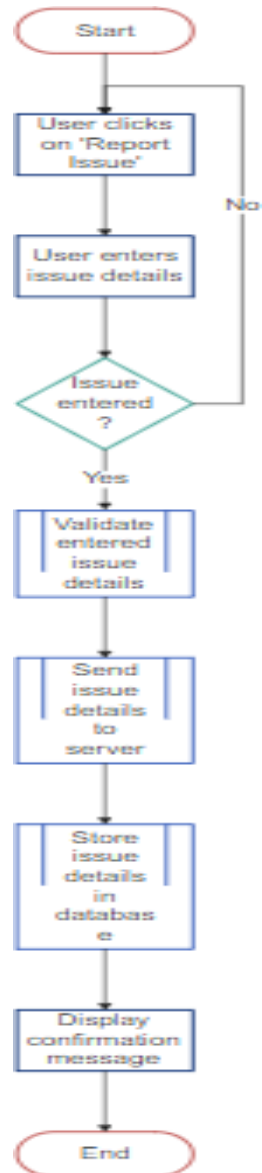 Start
User clicks
on 'Report
Issue'
No
User enters
issue details
Issue
entered
?
Yes
Validate
entered
issue
details
Send
issue
details
to
server
Store
issue
details
in
databas
e
Display
confirmation
message
End